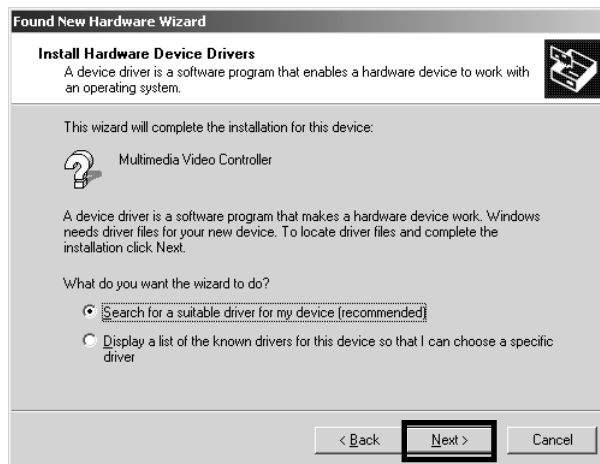 Found New Hardware Wizard
Install Hardware Device Drivers
A device driver is a software program that enables a hardware device to work with
an operating system.
This wizard will complete the installation for this device:
Multimedia Video Controller
A device driver is a software program that makes a hardware device work. Windows
needs driver files for your new device. To locate driver files and complete the
installation click Next.
What do you want the wizard to do?
Search for a suitable driver for my device (recommended)
Display a list of the known drivers for this device so that I can choose a specific
driver
< Back Next > Cancel